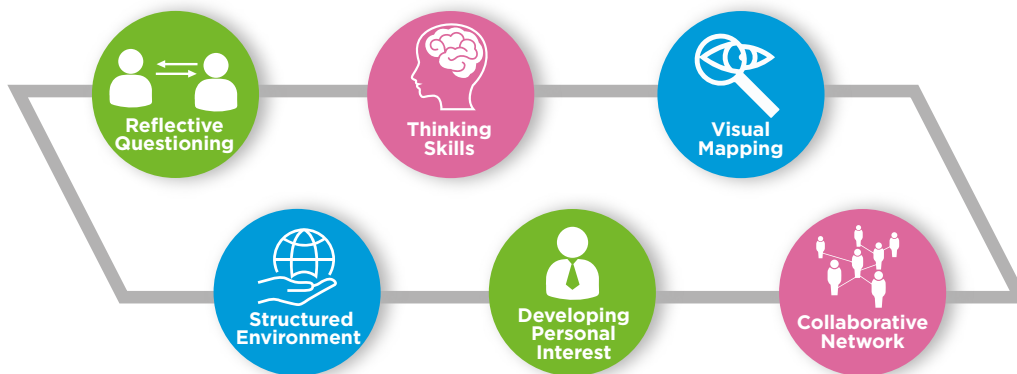 Reflective
Questioning
Thinking
Skills
Visual
Mapping
Structured
Environment
Developing
Personal
Interest
Collaborative
Network